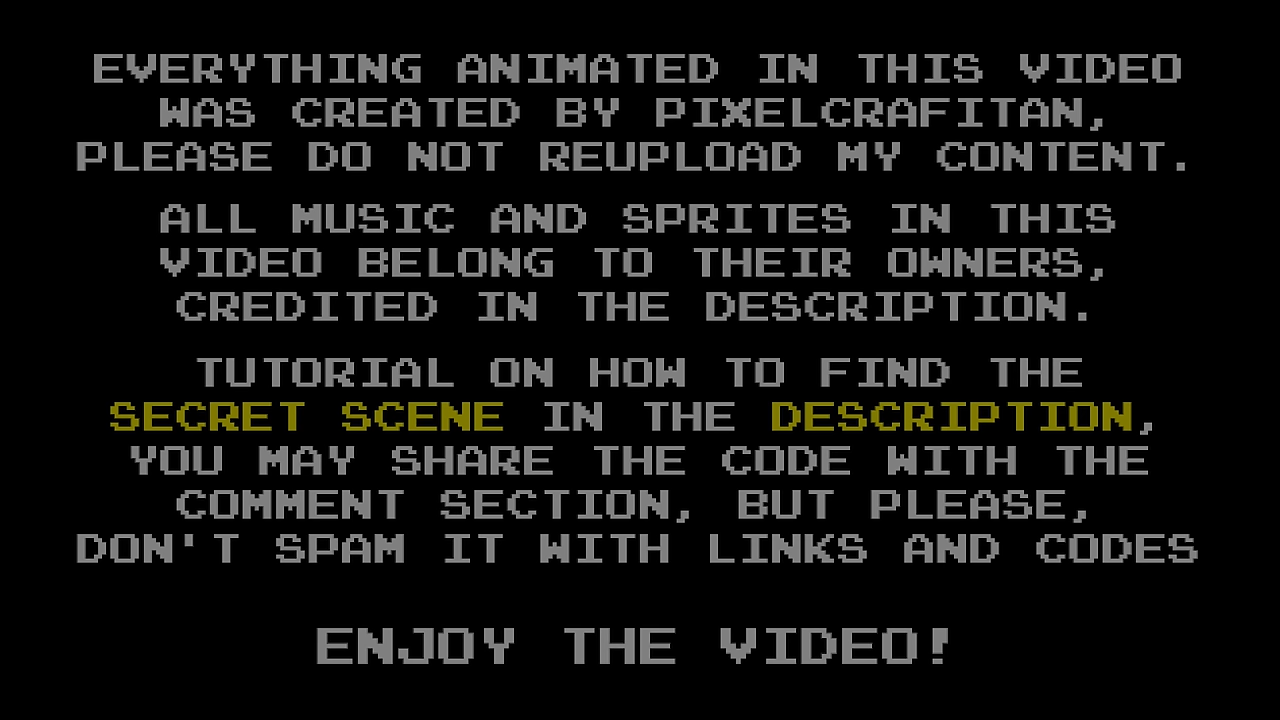 EVERYTHING ANIMATED IN THIS VIDEO
WAS CREATED BY PIXELCRAFITAN,
PLEASE DO NOT REUPLOAD MY CONTENT.
ALL MUSIC AND SPRITES IN THIS
VIDEO BELONG TO THEIR OWNERS,
CREDITED IN THE DESCRIPTION.
TUTORIAL ON HOW TO FIND THE
SECRET SCENE IN THE DESCRIPTION,
YOU MAY SHARE THE CODE WITH THE
COMMENT SECTION, BUT PLEASE,
DON'T SPAM IT WITH LINKS AND CODES
ENJOY THE VIDEO!